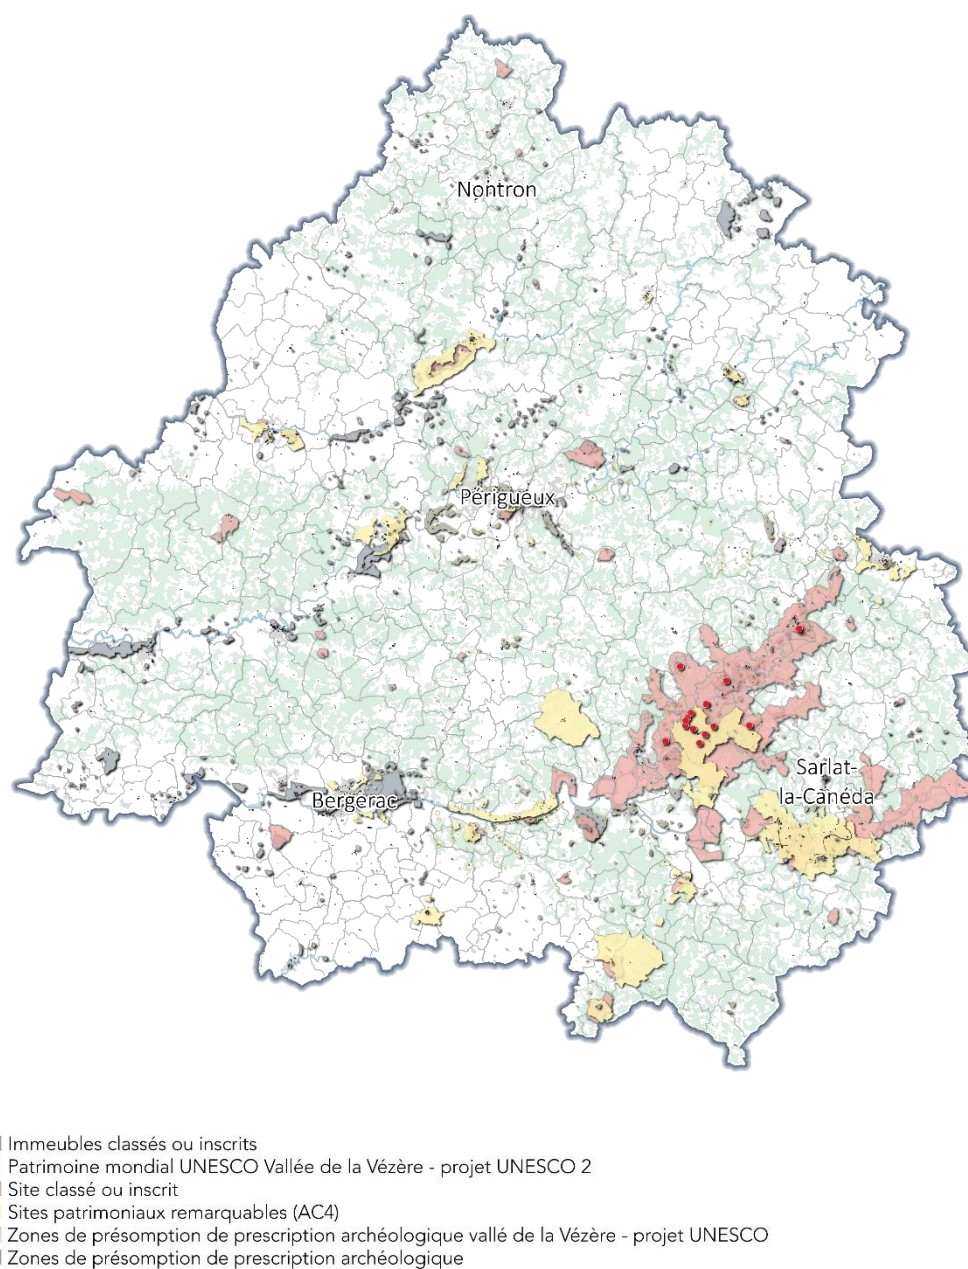 Nontron
Périgueux
Sarlat-
la-Canéda
Bergerac
Immeubles classés ou inscrits
Patrimoine mondial UNESCO Vallée de la Vézère - projet UNESCO 2
Site classé ou inscrit
Sites patrimoniaux remarquables (AC4)
Zones de présomption de prescription archéologique vallé de la Vézère - projet UNESCO
Zones de présomption de prescription archéologique